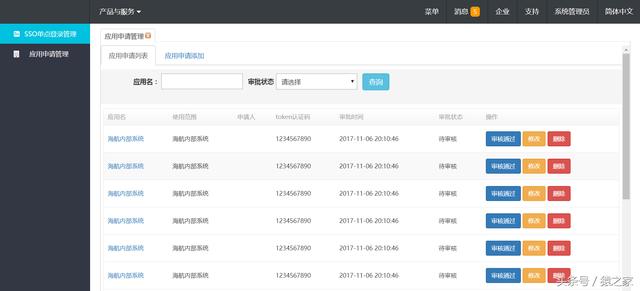 产品与服务 菜单 消息 5 企业 支持 系统管理员 简体中文
SSO单点登录管理
应用申请管理
应用申请管理
应用申请列表 应用申请添加
应用名： 审批状态 请选择 查询
应用名 使用范围 申请人 token认证码 审批时间 审批状态 操作
海航内部系统 海航内部系统 1234567890 2017-11-06 20:10:46 待审核 审核通过 修改 删除
海航内部系统 海航内部系统 1234567890 2017-11-06 20:10:46 待审核 审核通过 修改 删除
海航内部系统 海航内部系统 1234567890 2017-11-06 20:10:46 待审核 审核通过 修改 删除
海航内部系统 海航内部系统 1234567890 2017-11-06 20:10:46 待审核 审核通过 修改 删除
海航内部系统 海航内部系统 1234567890 2017-11-06 20:10:46 待审核 审核通过 修改 删除
海航内部系统 海航内部系统 1234567890 2017-11-06 20:10:46 待审核 审核通过 修改 删除
头条号 / 猿之家